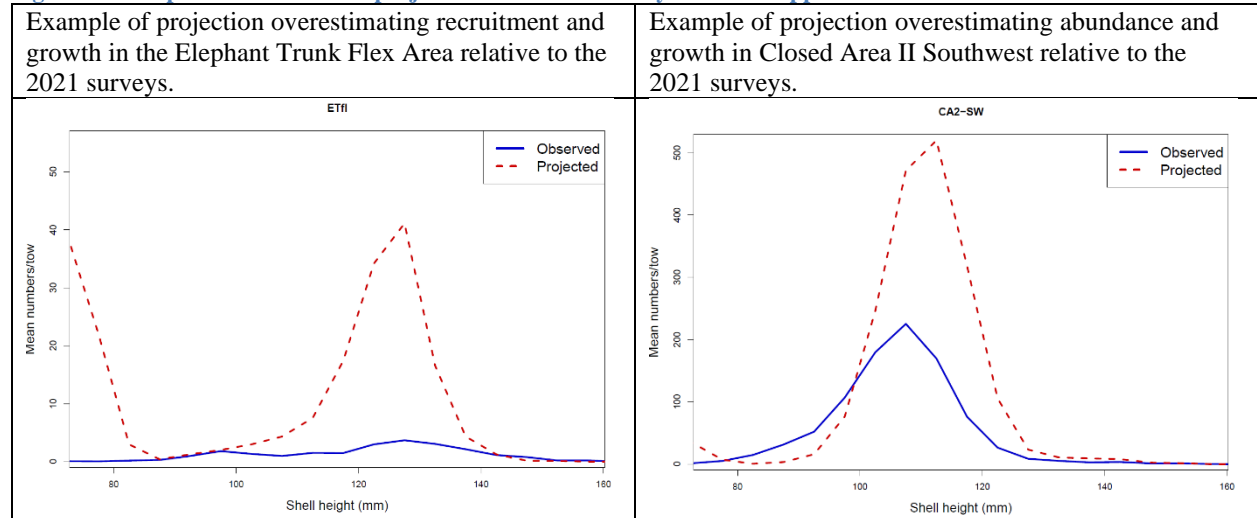 Example of projection overestimating recruitment and
growth in the Elephant Trunk Flex Area relative to the
2021 surveys.
Example of projection overestimating abundance and
growth in Closed Area II Southwest relative to the
2021 surveys.
ETfl
Observed
Projected
Mean numbers/tow
50
40
30
20
10
0
80
100
120
140
160
Shell height (mm)
CA2−SW
Observed
Projected
Mean numbers/tow
500
400
300
200
100
0
80
100
120
140
160
Shell height (mm)